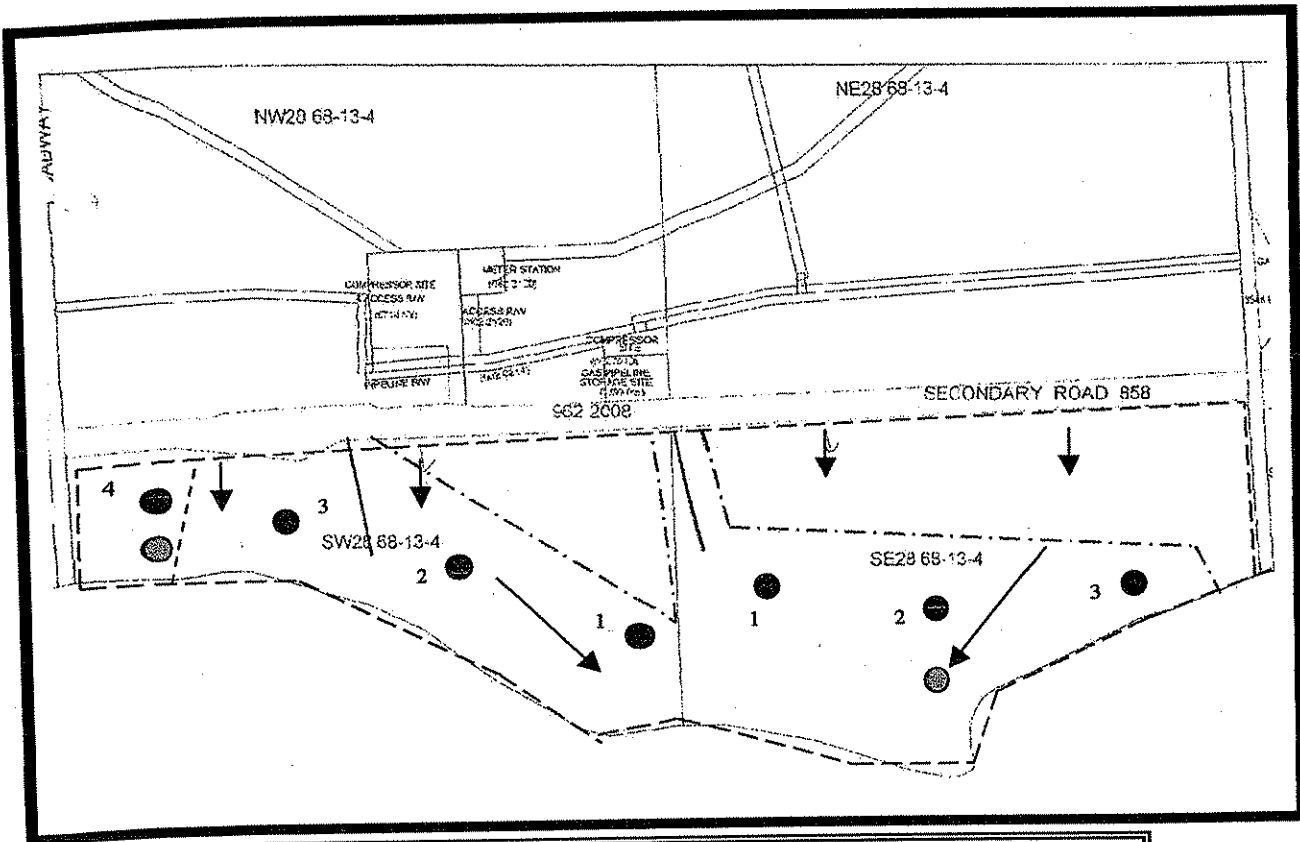 NW28 68-13-4
NE28 68-13-4
METER STATION
COMPRESSOR SITE
ACCESS R/W
ACCESS R/W
COMPRESSOR
SITE
GAS PIPELINE
STORAGE SITE
PIPELINE R/W
962 2008
SECONDARY ROAD 858
4
3
SW28 68-13-4
2
1
SE28 68-13-4
1
2
3